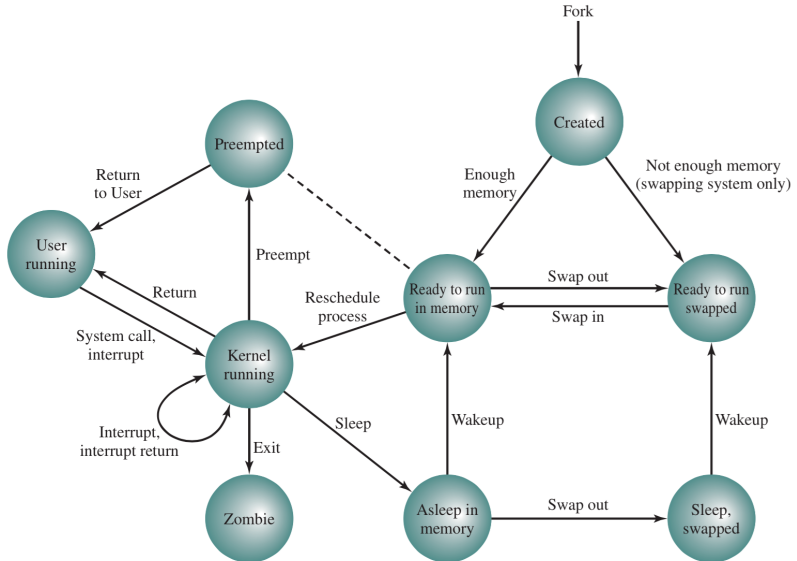 Fork
Created
Preempted
Enough
memory
Not enough memory
(swapping system only)
Return
to User
User
running
Preempt
Return
Ready to run
in memory
Swap out
Swap in
Ready to run
swapped
Reschedule
process
System call,
interrupt
Kernel
running
Interrupt,
interrupt return
Sleep
Wakeup
Wakeup
Exit
Zombie
Asleep in
memory
Swap out
Sleep,
swapped